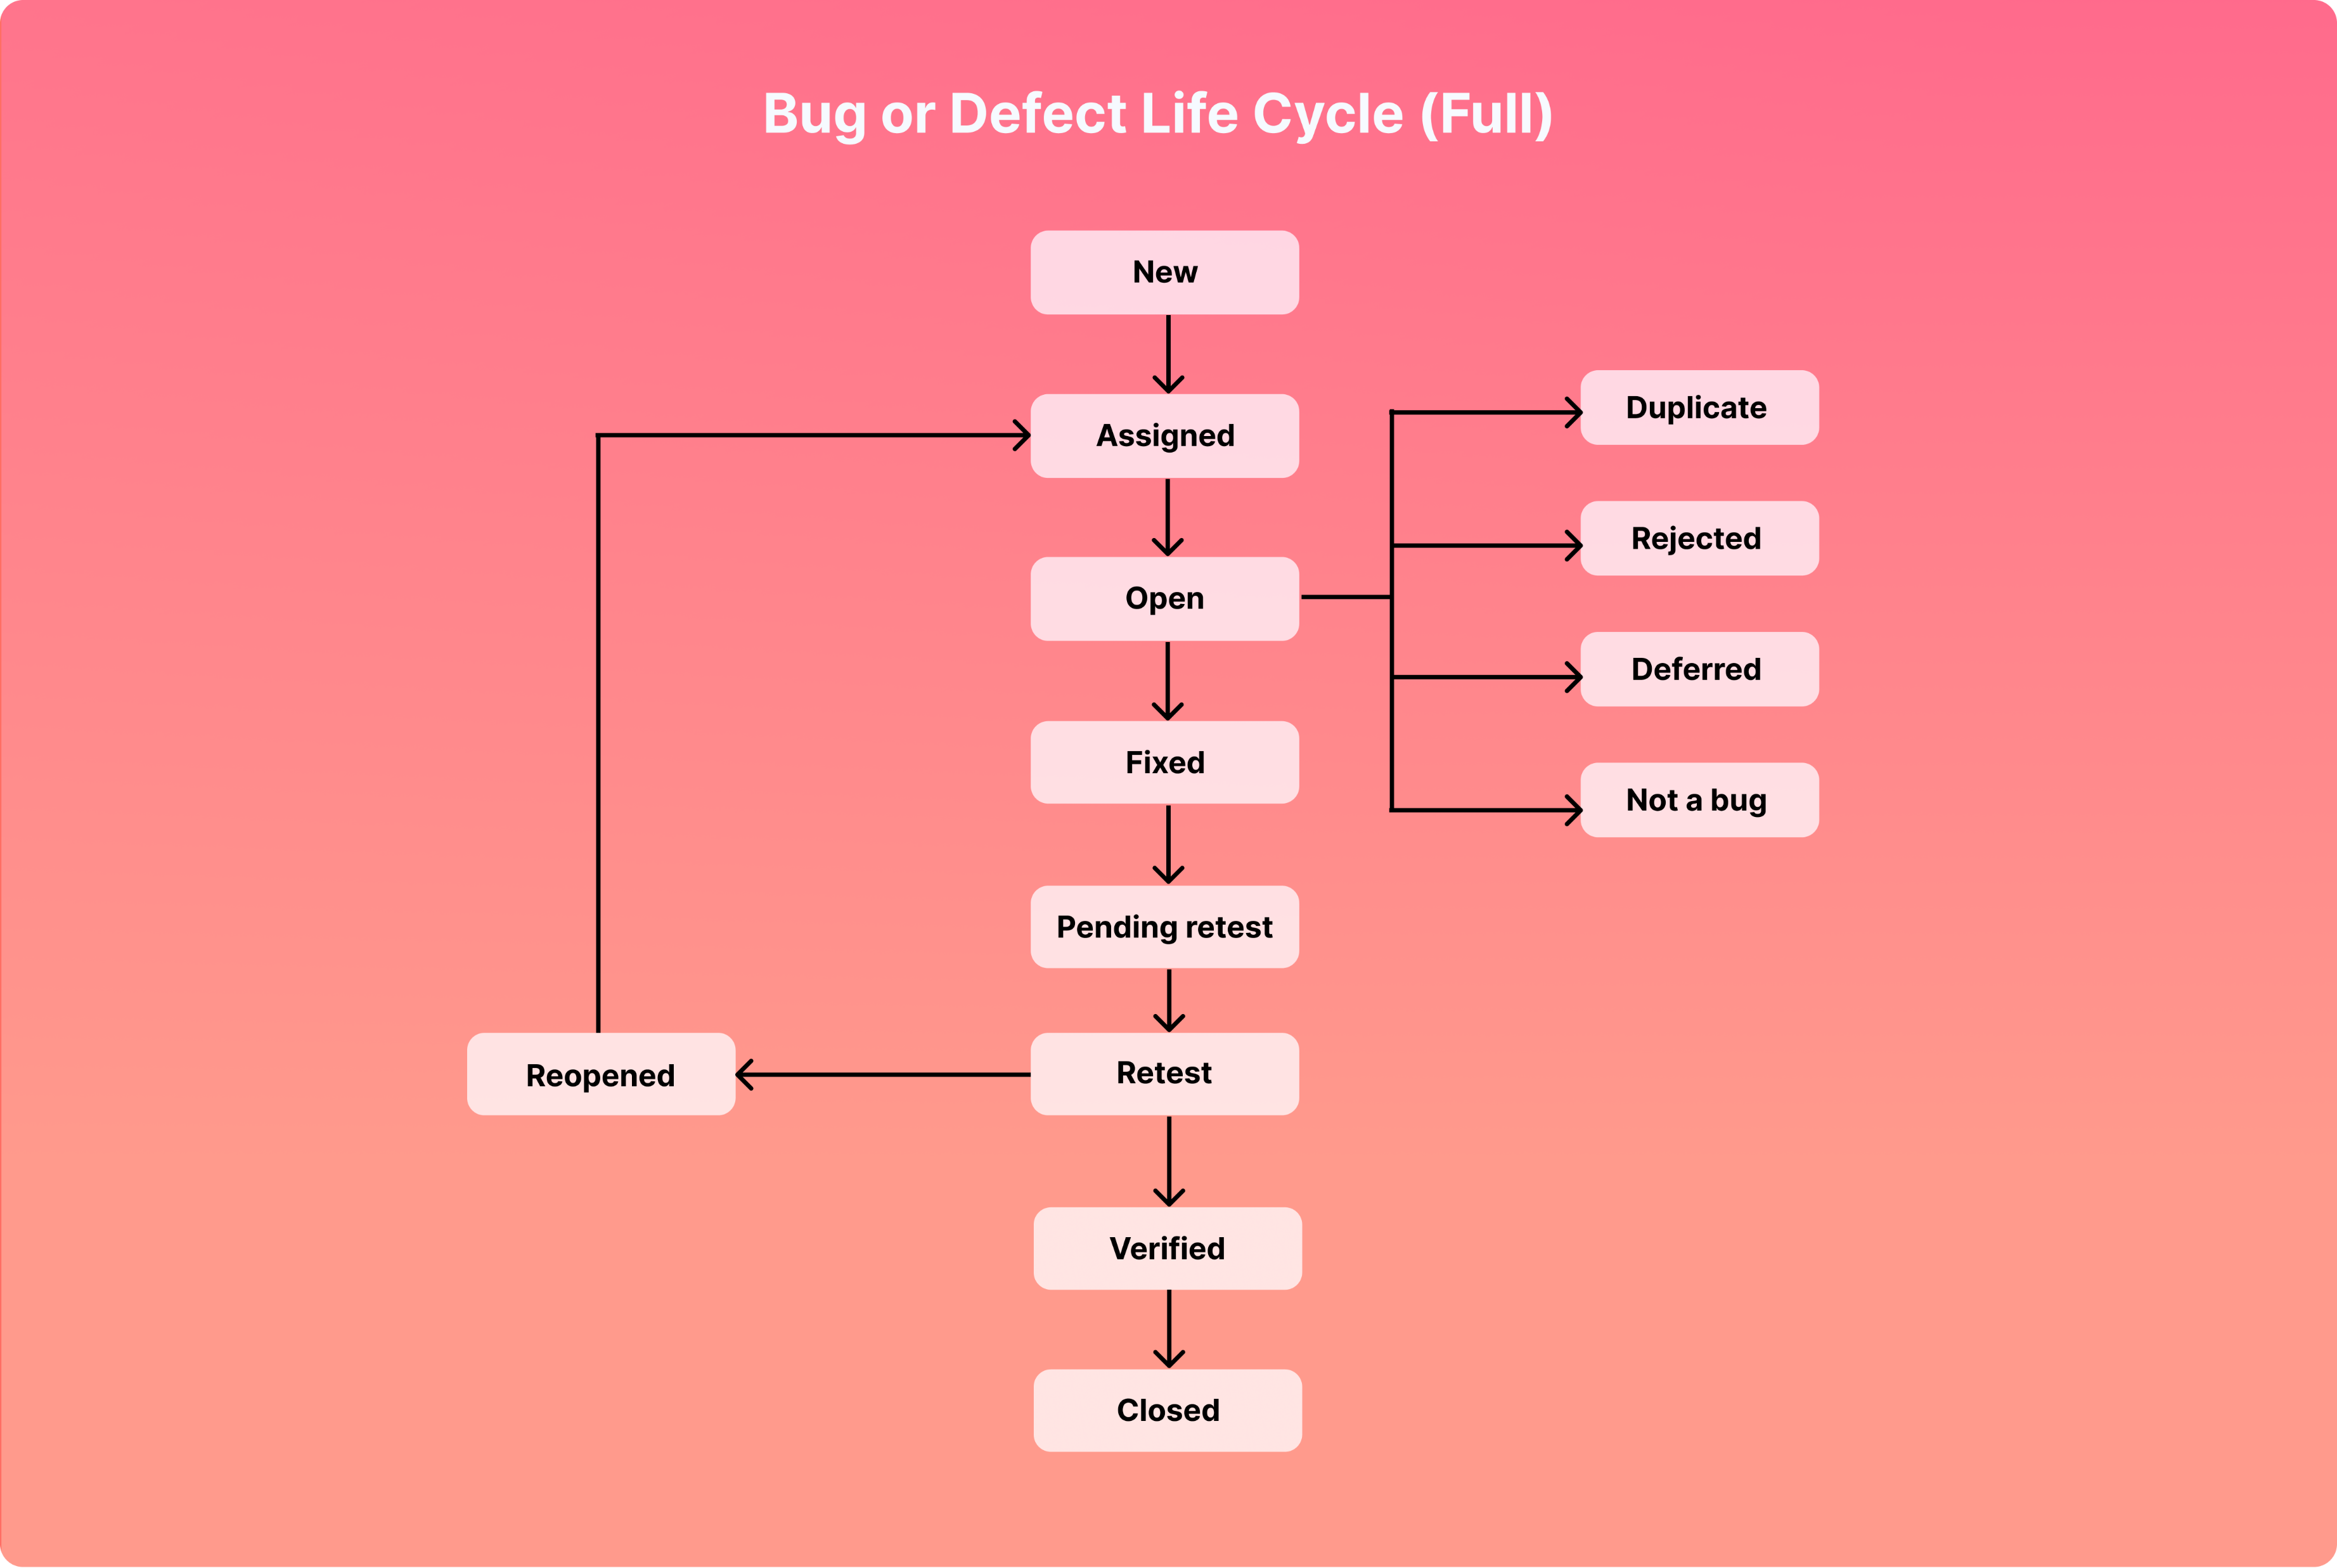 Bug or Defect Life Cycle (Full)
New
Assigned
Duplicate
Rejected
Open
Deferred
Fixed
Not a bug
Pending retest
Reopened
Retest
Verified
Closed